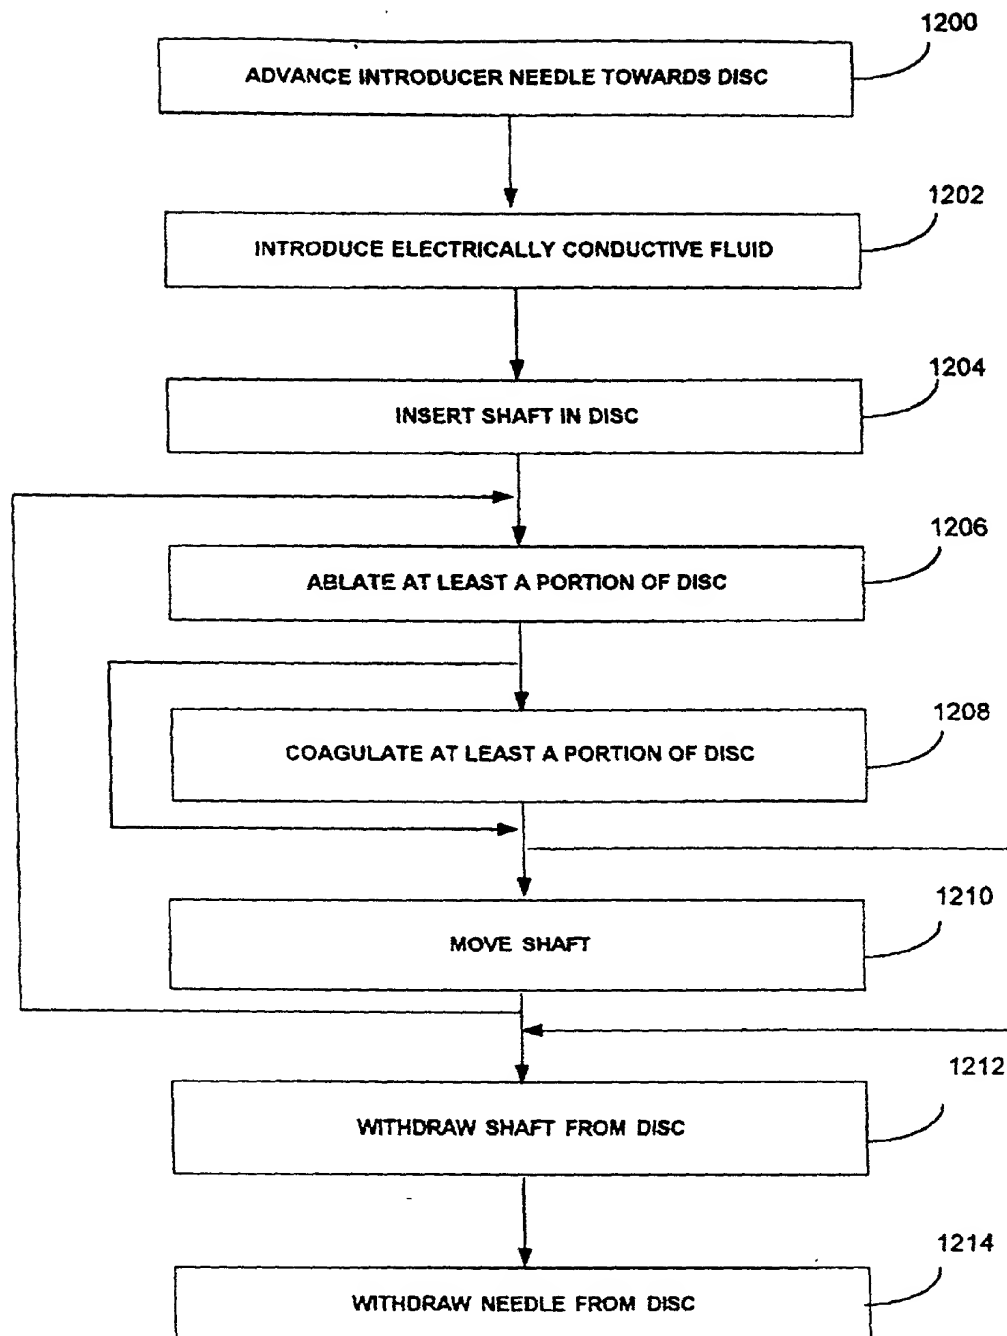 1200
ADVANCE INTRODUCER NEEDLE TOWARDS DISC
1202
INTRODUCE ELECTRICALLY CONDUCTIVE FLUID
1204
INSERT SHAFT IN DISC
1206
ABLATE AT LEAST A PORTION OF DISC
1208
COAGULATE AT LEAST A PORTION OF DISC
1210
MOVE SHAFT
1212
WITHDRAW SHAFT FROM DISC
1214
WITHDRAW NEEDLE FROM DISC